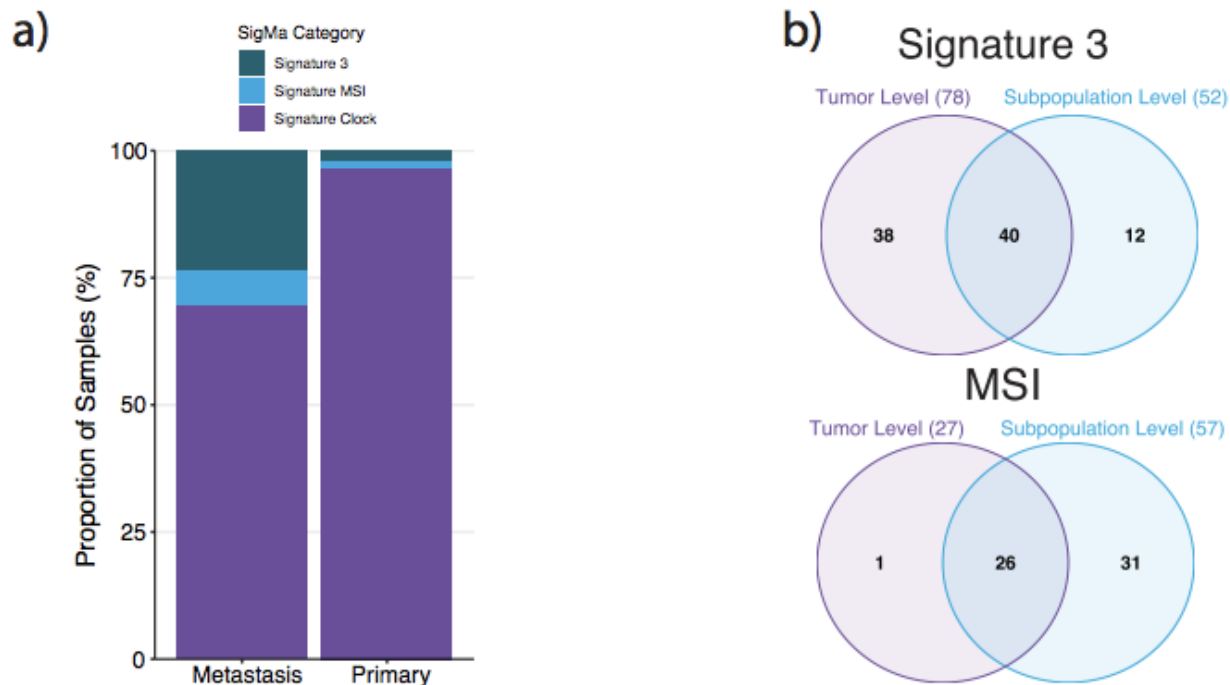 a)
SigMa Category
Signature 3
Signature MSI
Signature Clock
Proportion of Samples (%)
100
75
50
25
0
Metastasis Primary
b)
Signature 3
Tumor Level (78) Subpopulation Level (52)
38 40 12
MSI
Tumor Level (27) Subpopulation Level (57)
1 26 31